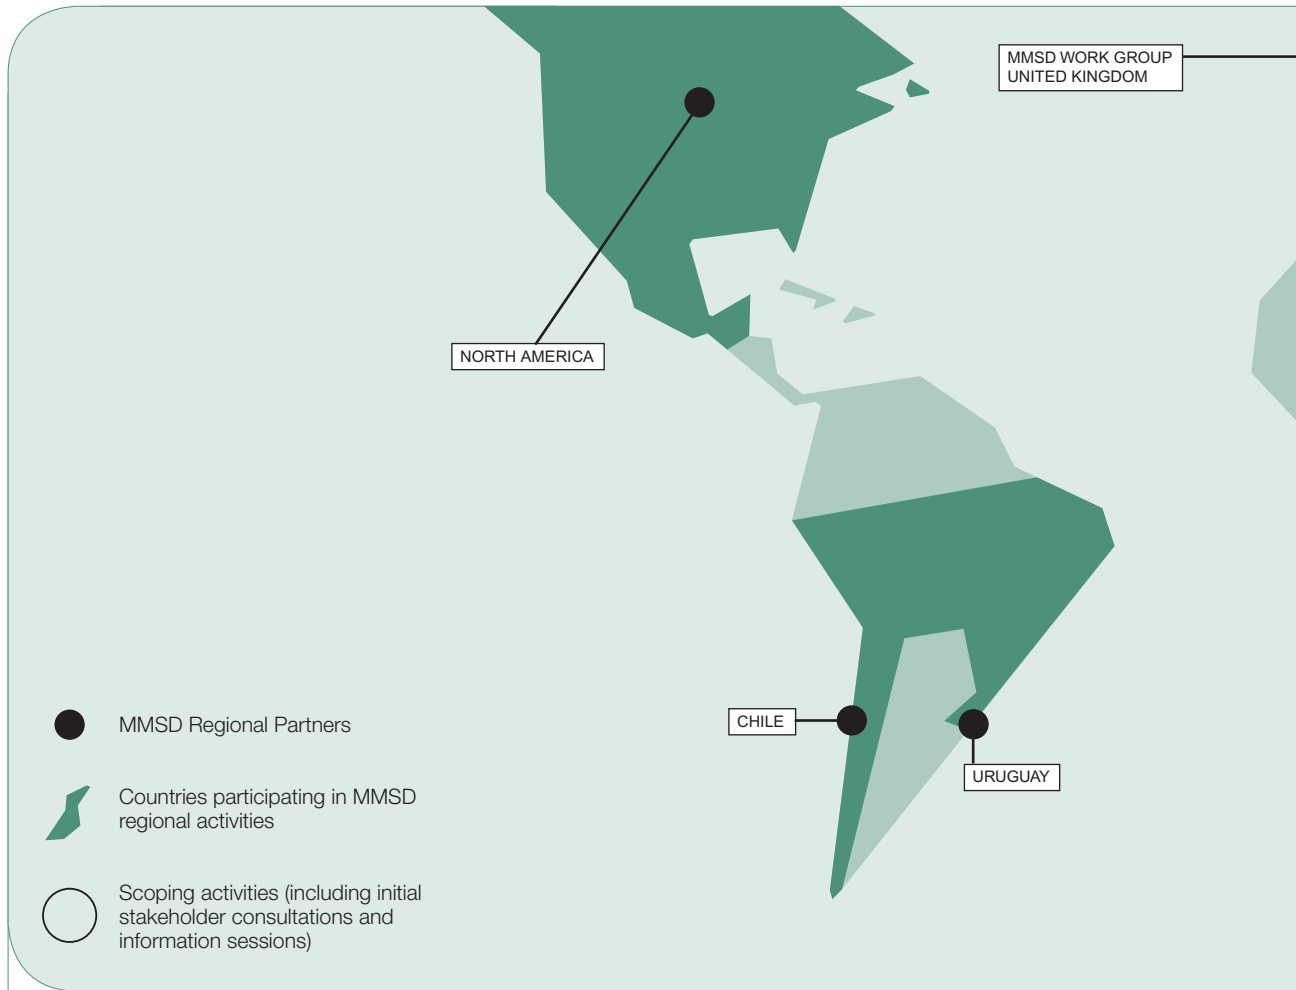 MMSD WORK GROUP
UNITED KINGDOM
NORTH AMERICA
CHILE
URUGUAY
MMSD Regional Partners
Countries participating in MMSD
regional activities
Scoping activities (including initial
stakeholder consultations and
information sessions)